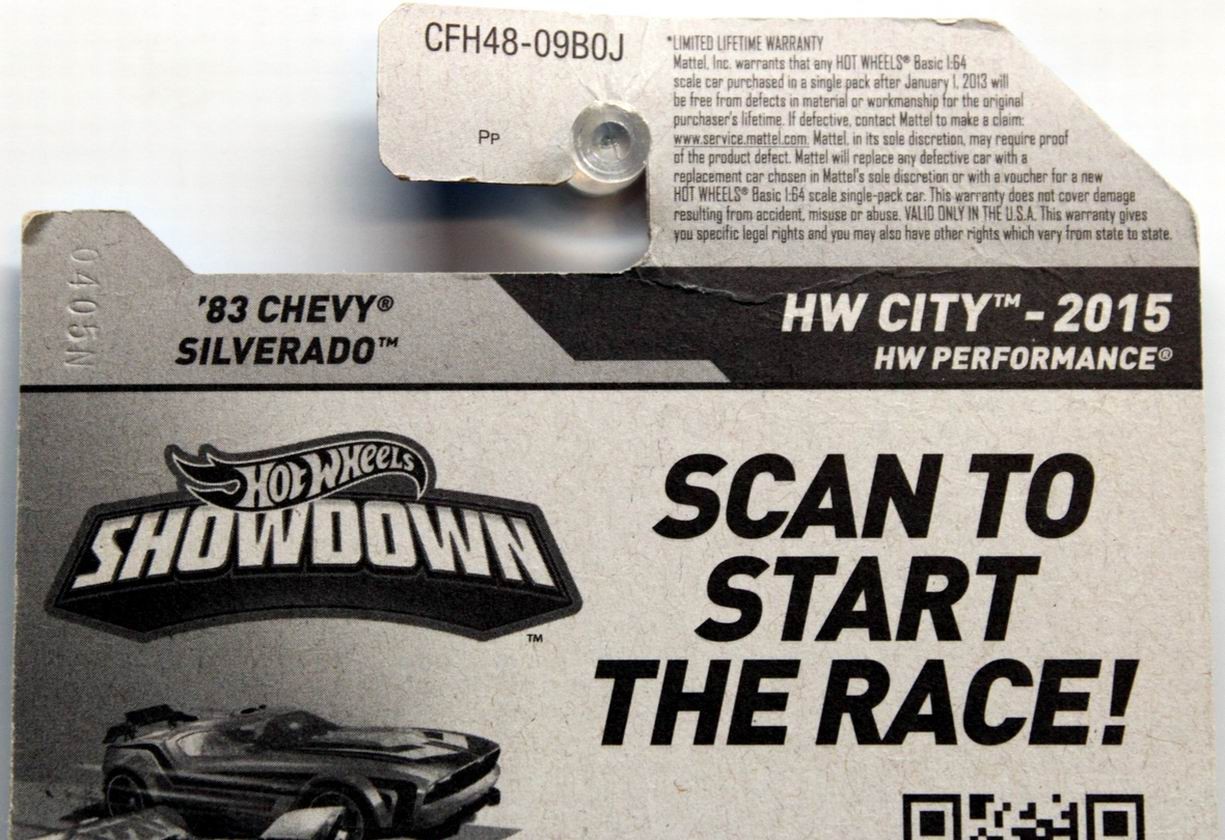 CFH48-09B0J
Pp
*LIMITED LIFETIME WARRANTY
Mattel, Inc. warrants that any HOT WHEELS® Basic 1:64
scale car purchased in a single pack after January 1, 2013 will
be free from defects in material or workmanship for the original
purchaser's lifetime. If defective, contact Mattel to make a claim:
www.service.mattel.com. Mattel, in its sole discretion, may require proof
of the product defect. Mattel will replace any defective car with a
replacement car chosen in Mattel's sole discretion or with a voucher for a new
HOT WHEELS® Basic 1:64 scale single-pack car. This warranty does not cover damage
resulting from accident, misuse or abuse. VALID ONLY IN THE U.S.A. This warranty gives
you specific legal rights and you may also have other rights which vary from state to state.
0405N
'83 CHEVY®
SILVERADO™
HW CITY™ - 2015
HW PERFORMANCE®
HOT WHEELS
SHOWDOWN
™
SCAN TO
START
THE RACE!